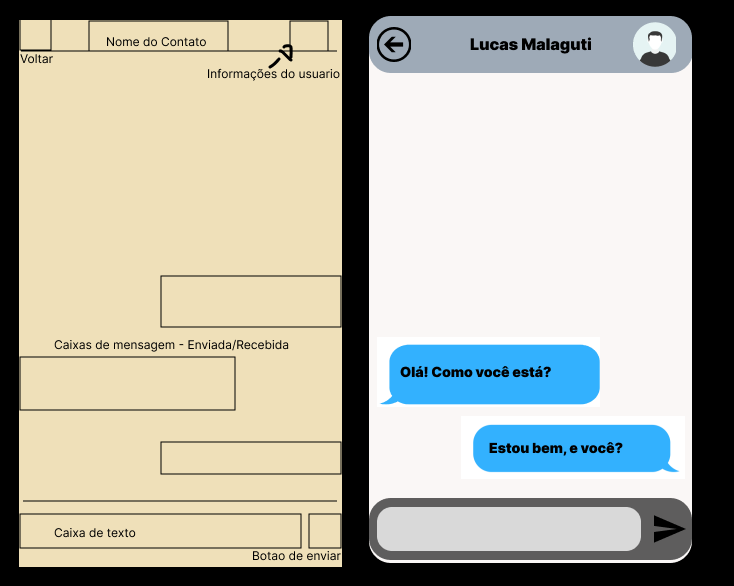 Nome do Contato
Voltar
Informações do usuario
Caixas de mensagem - Enviada/Recebida
Caixa de texto
Botao de enviar
Lucas Malaguti
Olá! Como você está?
Estou bem, e você?